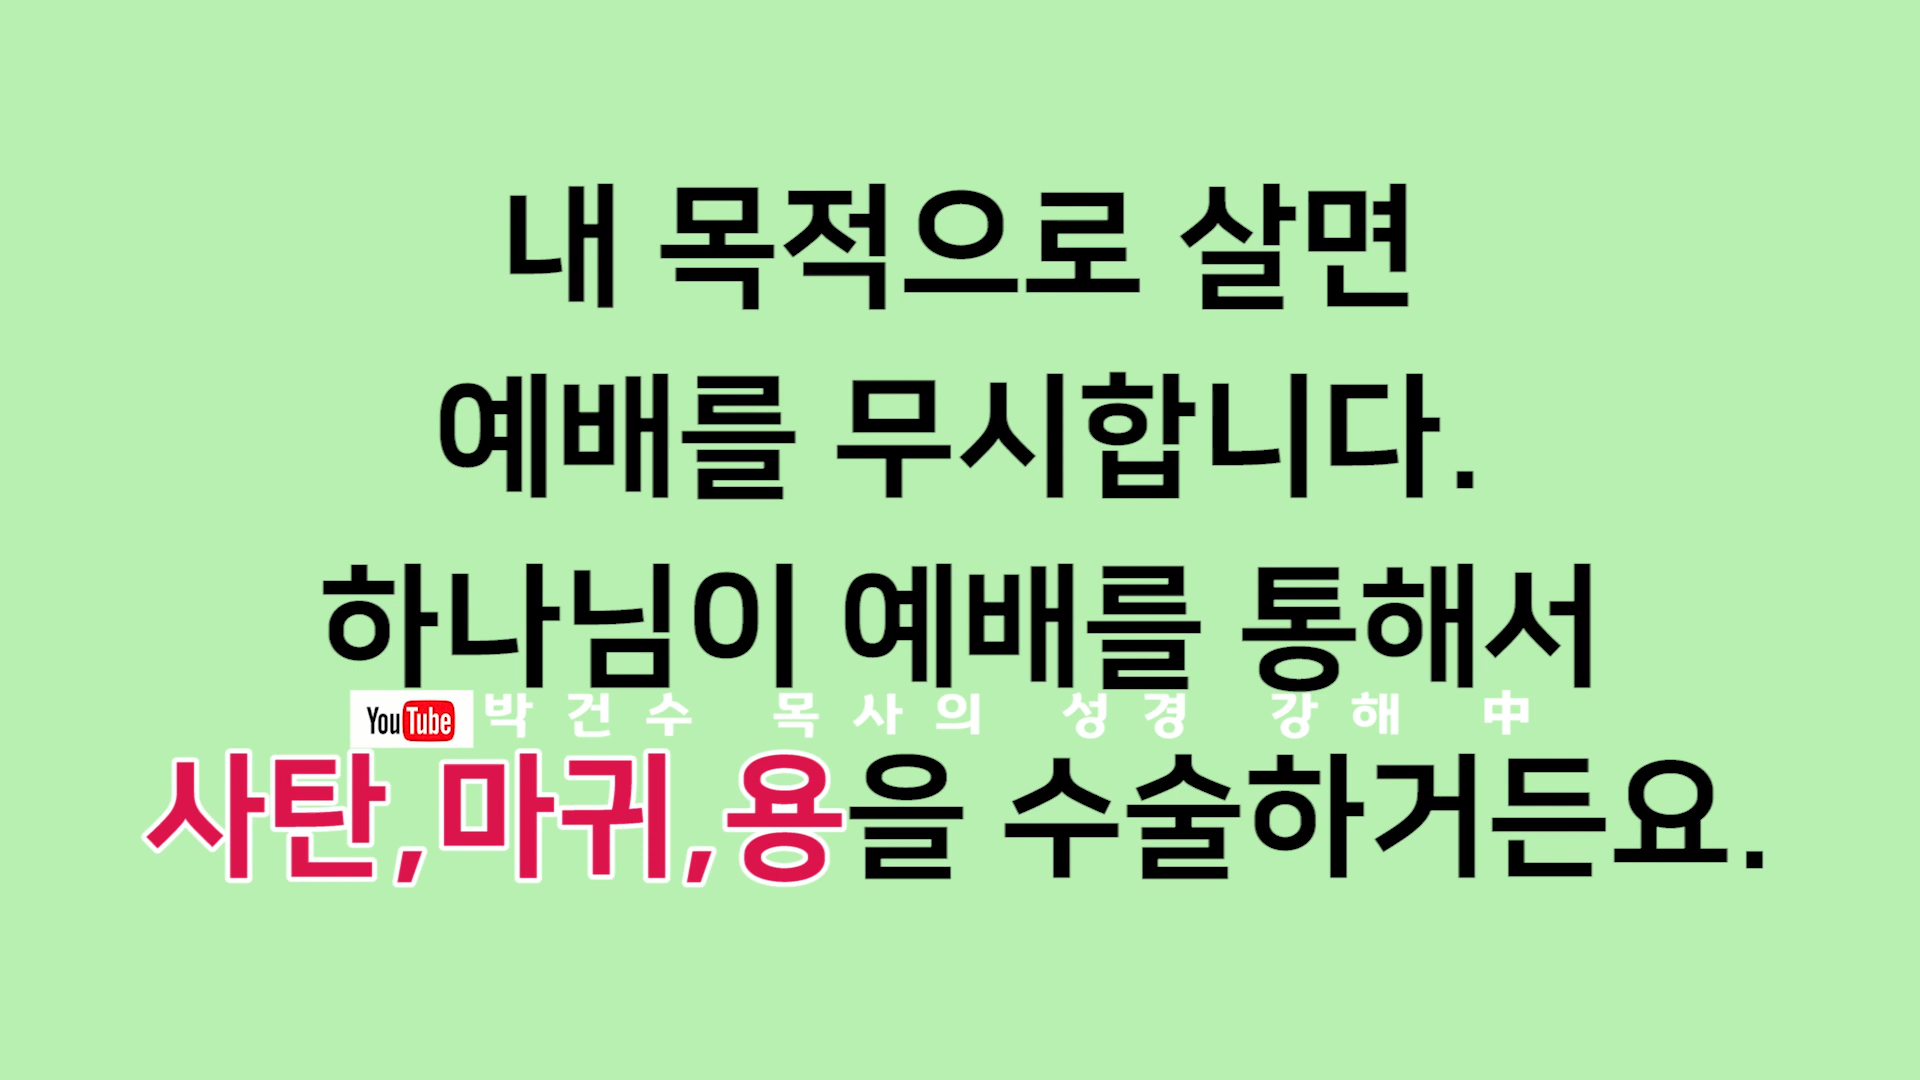 내 목적으로 살면
예배를 무시합니다.
하나님이 예배를 통해서
YouTube 박건수 목사의 성경 강해 中
사탄,마귀,용을 수술하거든요.